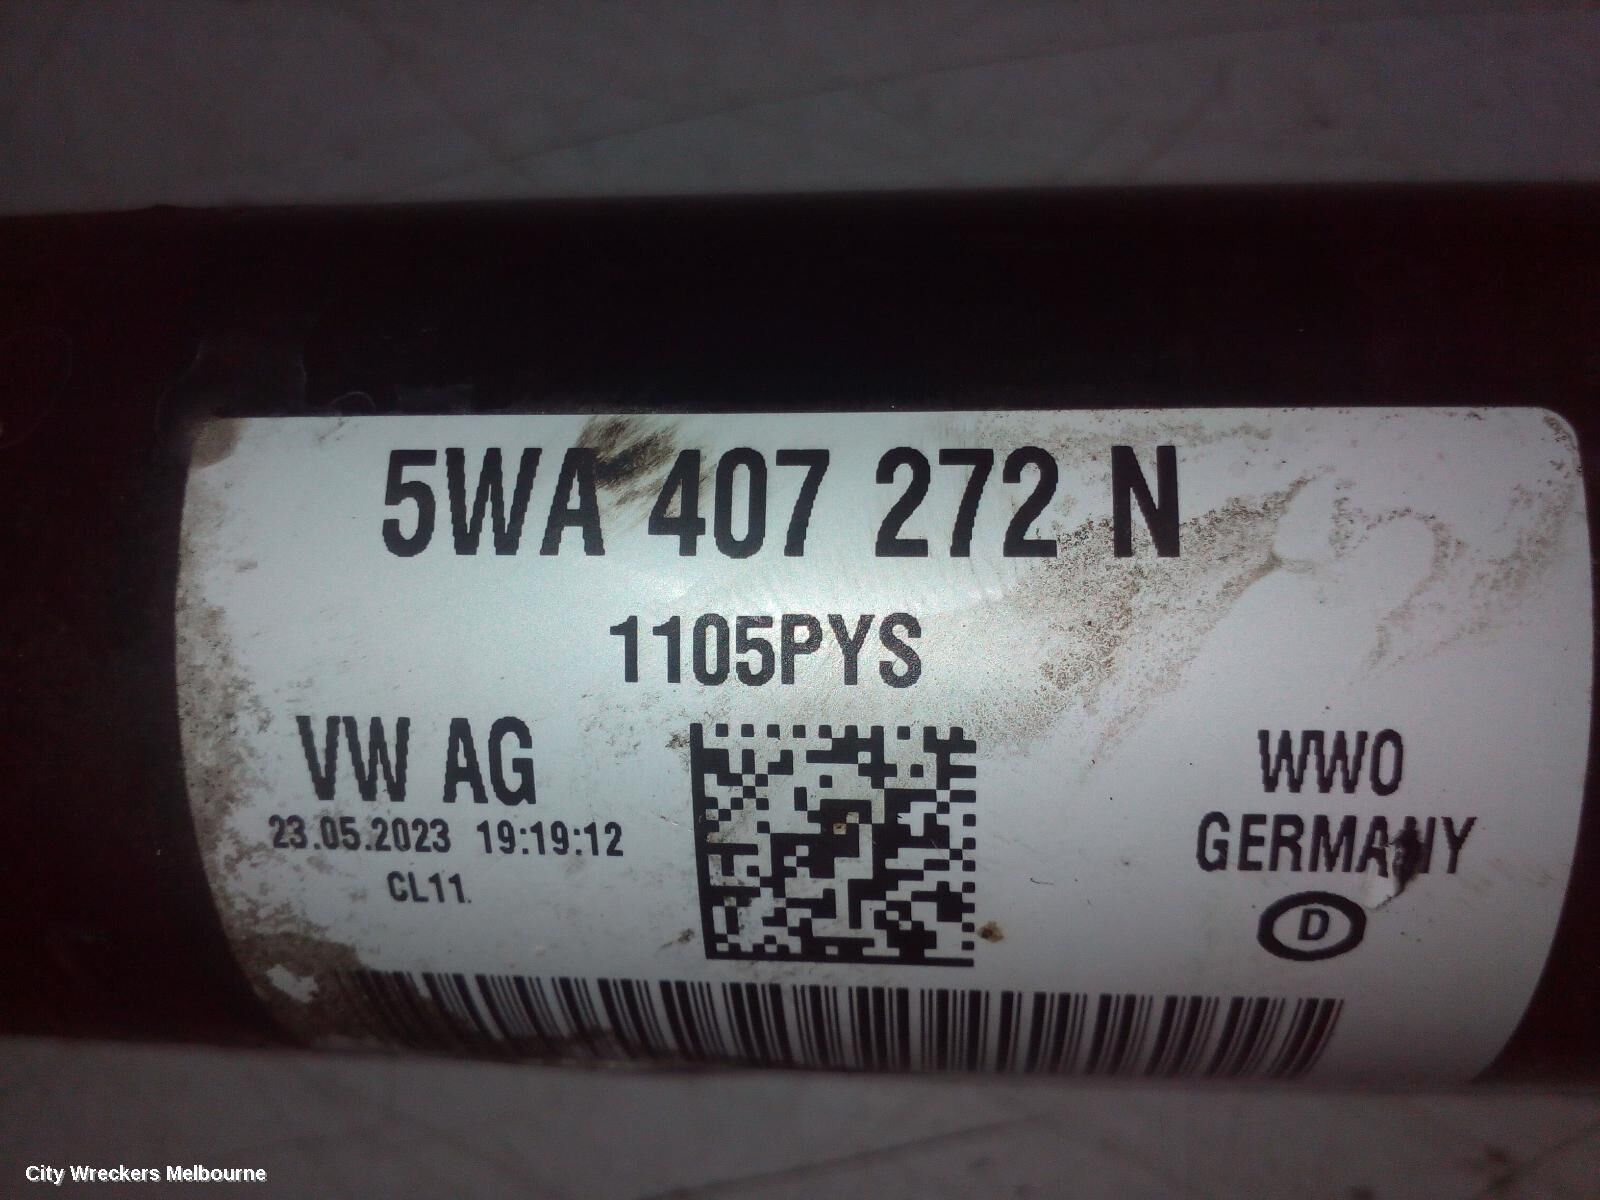 5WA 407 272 N
1105PYS
VW AG
23.05.2023 19:19:12
CL11
WWO
GERMANY
D
City Wreckers Melbourne